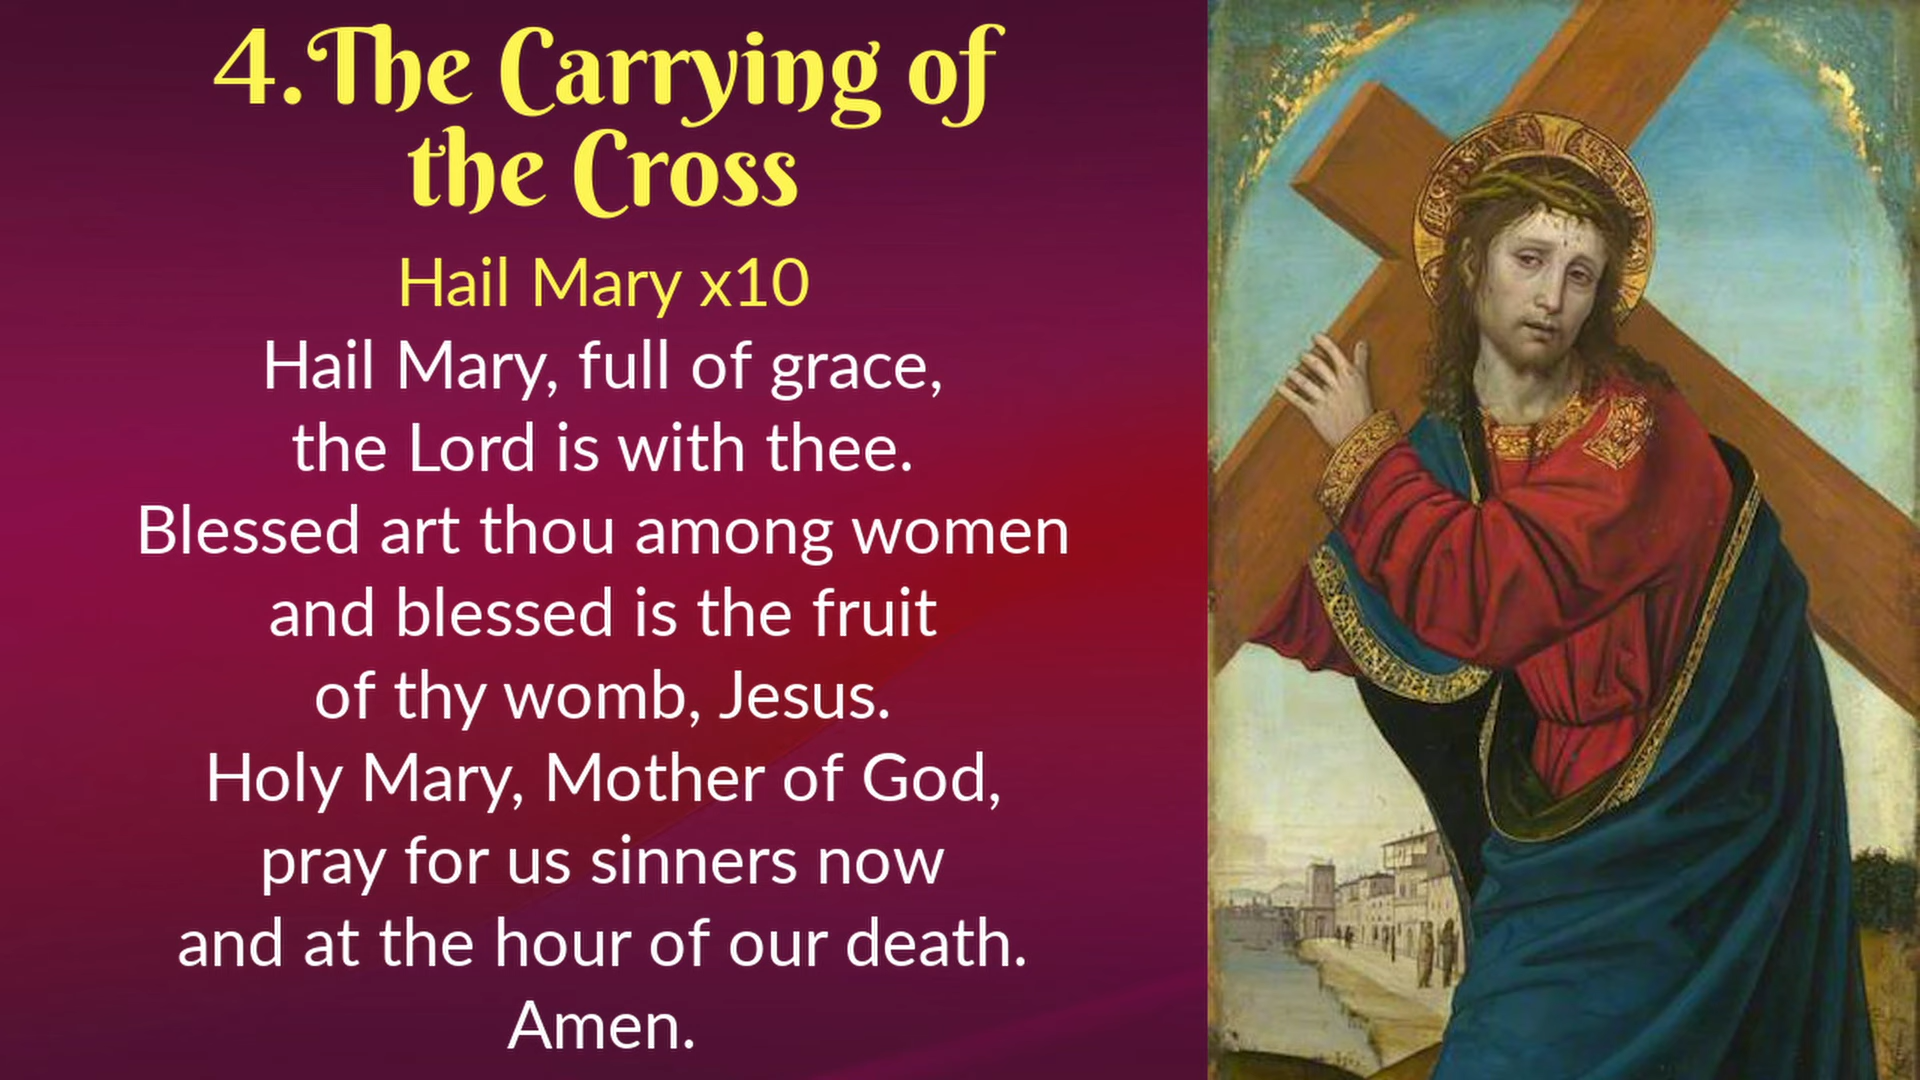 4.The Carrying of
the Cross
Hail Mary x10
Hail Mary, full of grace,
the Lord is with thee.
Blessed art thou among women
and blessed is the fruit
of thy womb, Jesus.
Holy Mary, Mother of God,
pray for us sinners now
and at the hour of our death.
Amen.